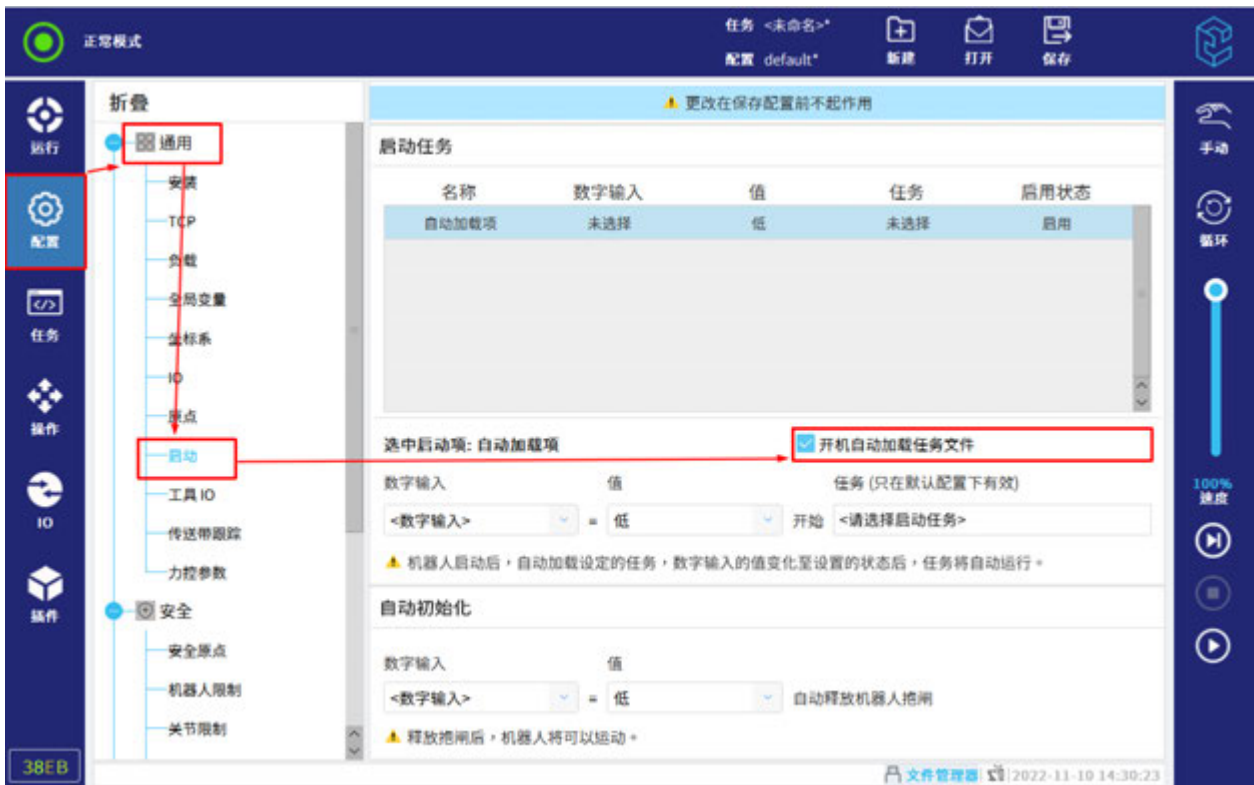 正常模式
任务 <未命名>*
配置 default*
新建
打开
保存
运行
配置
任务
操作
IO
插件
38EB
折叠
通用
安装
TCP
负载
全局变量
坐标系
IO
原点
启动
工具 IO
传送带跟踪
力控参数
安全
安全原点
机器人限制
关节限制
更改在保存配置前不起作用
启动任务
名称 数字输入 值 任务 启用状态
自动加载项 未选择 低 未选择 启用
选中启动项: 自动加载项
开机自动加载任务文件
数字输入 值 任务 (只在默认配置下有效)
<数字输入> = 低 开始 <请选择启动任务>
机器人启动后，自动加载设定的任务，数字输入的值变化至设置的状态后，任务将自动运行。
自动初始化
数字输入 值
<数字输入> = 低 自动释放机器人抱闸
释放抱闸后，机器人将可以运动。
文件管理器 2022-11-10 14:30:23
手动
循环
100%
速度